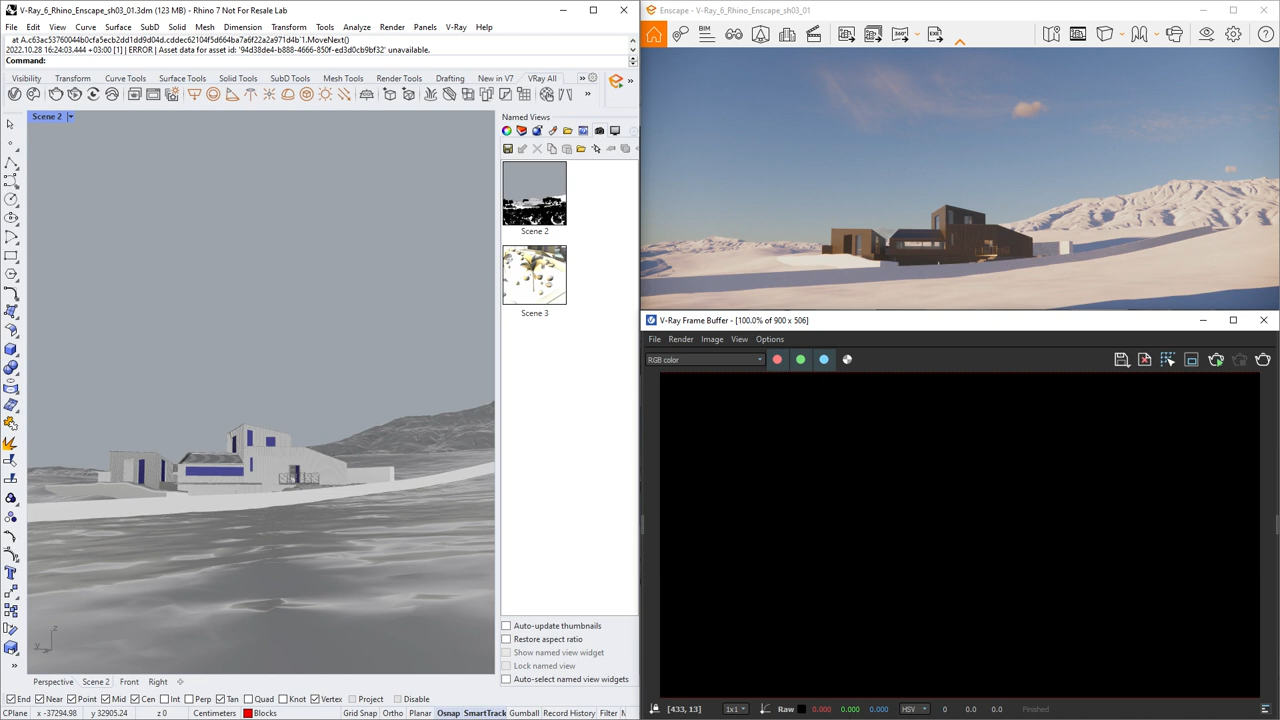 V-Ray_6_Rhino_Enscape_sh03_01.3dm (123 MB) - Rhino 7 Not For Resale Lab
File Edit View Curve Surface SubD Solid Mesh Dimension Transform Tools Analyze Render Panels V-Ray Help
2022.10.28 16:24:03.444 +03:00 [1] | ERROR | Asset data for asset id: '94d38de4-b888-4666-850f-ed3d0cb9bf32' unavailable.
Command:
Visibility Transform Curve Tools Surface Tools Solid Tools SubD Tools Mesh Tools Render Tools Drafting New in V7 VRay All
Scene 2
Named Views
Scene 2
Scene 3
Auto-update thumbnails
Restore aspect ratio
Show named view widget
Lock named view
Auto-select named view widgets
z
y
Perspective Scene 2 Front Right
End Near Point Mid Cen Int Perp Tan Quad Knot Vertex Project Disable
CPlane x -37294.98 y 32905.24 z 0 Centimeters Blocks Grid Snap Ortho Planar Osnap SmartTrack Gumball Record History Filter
Enscape - V-Ray_6_Rhino_Enscape_sh03_01
BIM
360°
EXE
V-Ray Frame Buffer - [100.0% of 900 x 506]
File Render Image View Options
RGB color
[433, 13] 1x1 Raw 0.000 0.000 0.000 HSV 0 0.0 0.0 Finished